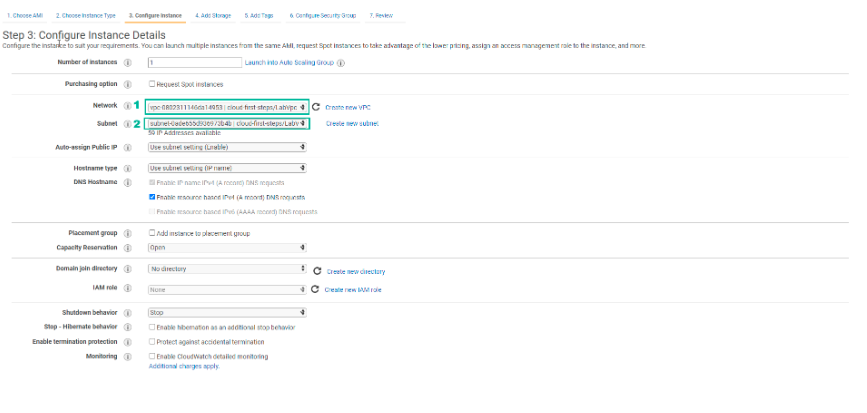 1. Choose AMI 2. Choose Instance Type 3. Configure Instance 4. Add Storage 5. Add Tags 6. Configure Security Group 7. Review
Step 3: Configure Instance Details
Configure the instance to suit your requirements. You can launch multiple instances from the same AMI, request Spot instances to take advantage of the lower pricing, assign an access management role to the instance, and more.
Number of instances 1 Launch into Auto Scaling Group
Purchasing option Request Spot instances
Network 1 | cloud-first-steps/LabVpc Create new VPC
Subnet 2 | cloud-first-steps/LabV Create new subnet
59 IP Addresses available
Auto-assign Public IP Use subnet setting (Enable)
Hostname type Use subnet setting (IP name)
DNS Hostname Enable IP name IPv4 (A record) DNS requests
Enable resource based IPv4 (A record) DNS requests
Enable resource based IPv6 (AAAA record) DNS requests
Placement group Add instance to placement group
Capacity Reservation Open
Domain join directory No directory Create new directory
IAM role None Create new IAM role
Shutdown behavior Stop
Stop - Hibernate behavior Enable hibernation as an additional stop behavior
Enable termination protection Protect against accidental termination
Monitoring Enable CloudWatch detailed monitoring
Additional charges apply.